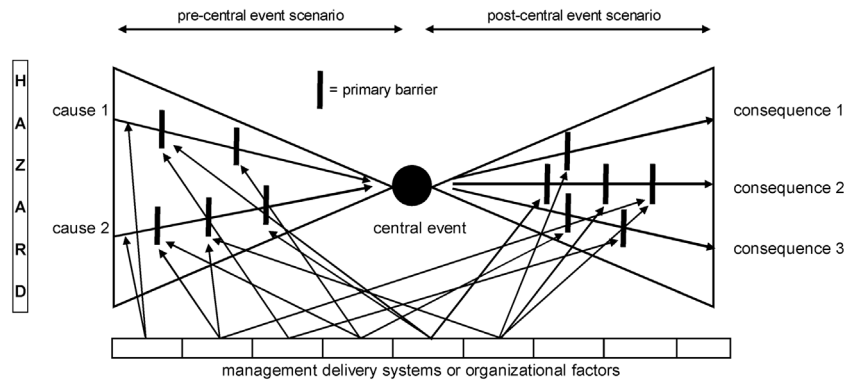 pre-central event scenario
post-central event scenario
HAZARD
= primary barrier
cause 1
cause 2
central event
consequence 1
consequence 2
consequence 3
management delivery systems or organizational factors